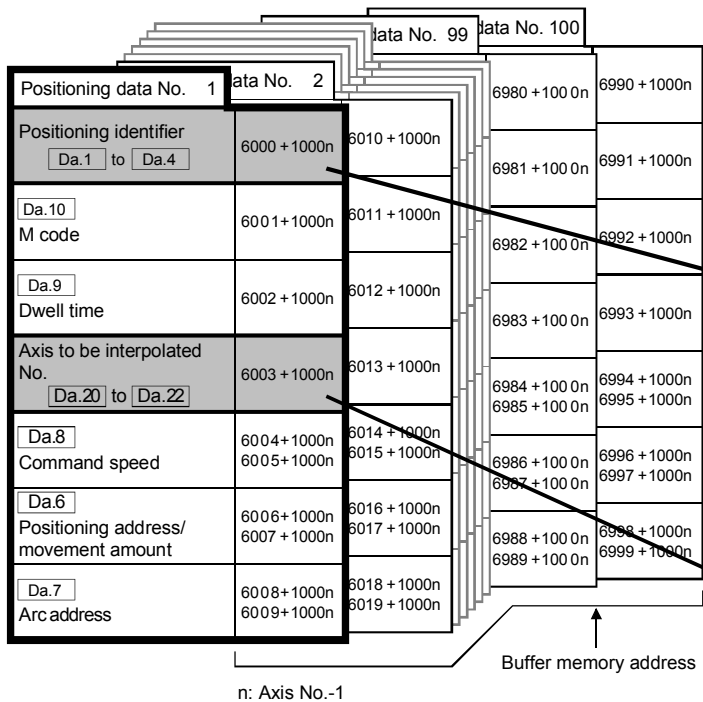 data No. 99
data No. 100
data No. 2
Positioning data No. 1
Positioning identifier
Da.1 to Da.4
6000 +1000n
Da.10
M code
6001+1000n
Da.9
Dwell time
6002 +1000n
Axis to be interpolated
No.
Da.20 to Da.22
6003 +1000n
Da.8
Command speed
6004+1000n
6005+1000n
Da.6
Positioning address/
movement amount
6006+1000n
6007 +1000n
Da.7
Arc address
6008+1000n
6009+1000n
6010 +1000n
6011 +1000n
6012 +1000n
6013 +1000n
6014 +1000n
6015 +1000n
6016 +1000n
6017 +1000n
6018 +1000n
6019 +1000n
6980 +1000n
6981 +1000n
6982 +1000n
6983 +1000n
6984 +1000n
6985 +1000n
6986 +1000n
6987 +1000n
6988 +1000n
6989 +1000n
6990 +1000n
6991 +1000n
6992 +1000n
6993 +1000n
6994 +1000n
6995 +1000n
6996 +1000n
6997 +1000n
6998 +1000n
6999 +1000n
Buffer memory address
n: Axis No.-1